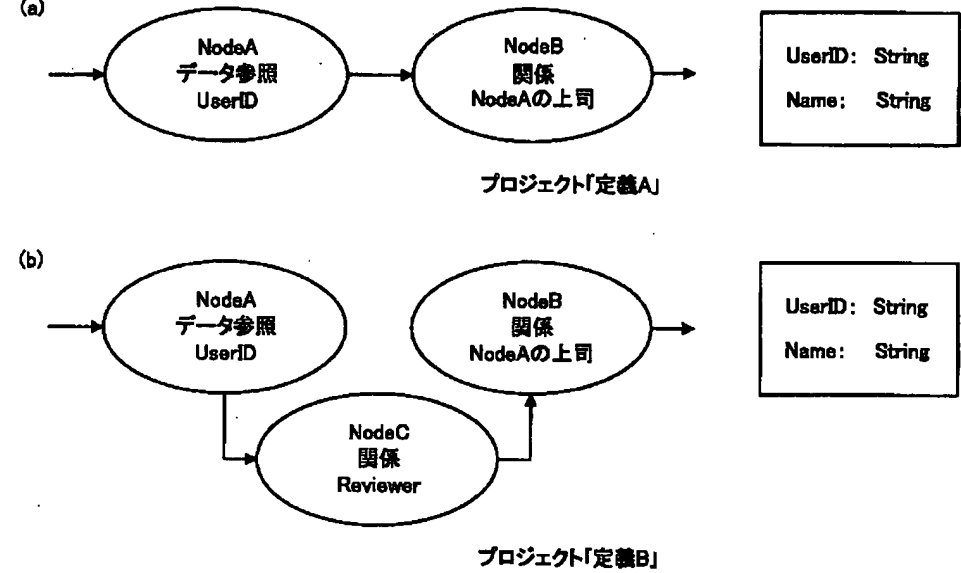 (a)
NodeA
データ参照
UserID
NodeB
関係
NodeAの上司
UserID: String
Name: String
プロジェクト「定義A」
(b)
NodeA
データ参照
UserID
NodeB
関係
NodeAの上司
UserID: String
Name: String
NodeC
関係
Reviewer
プロジェクト「定義B」